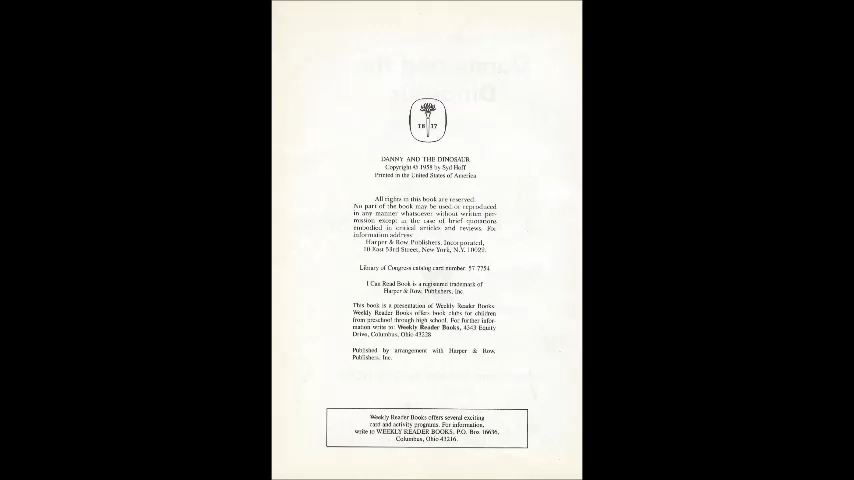 18 17
DANNY AND THE DINOSAUR
Copyright © 1958 by Syd Hoff
Printed in the United States of America
All rights in this book are reserved.
No part of the book may be used or reproduced
in any manner whatsoever without written per-
mission except in the case of brief quotations
embodied in critical articles and reviews. For
information address
Harper & Row Publishers, Incorporated,
10 East 53rd Street, New York, N.Y. 10022.
Library of Congress catalog card number 57-7754
I Can Read Book is a registered trademark of
Harper & Row, Publishers, Inc.
This book is a presentation of Weekly Reader Books.
Weekly Reader Books offers book clubs for children
from preschool through high school. For further infor-
mation write to: Weekly Reader Books, 4343 Equity
Drive, Columbus, Ohio 43228
Published by arrangement with Harper & Row,
Publishers, Inc.
Weekly Reader Books offers several exciting
card and activity programs. For information,
write to WEEKLY READER BOOKS, P.O. Box 16636,
Columbus, Ohio 43216.